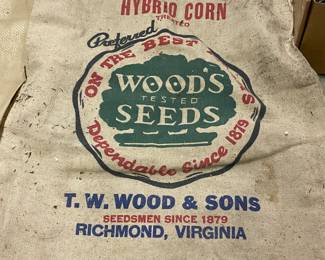 HYBRID CORN
TREATED
Preferred
ON THE BEST
WOOD'S
TESTED
SEEDS
Dependable Since 1879
T. W. WOOD & SONS
SEEDSMEN SINCE 1879
RICHMOND, VIRGINIA